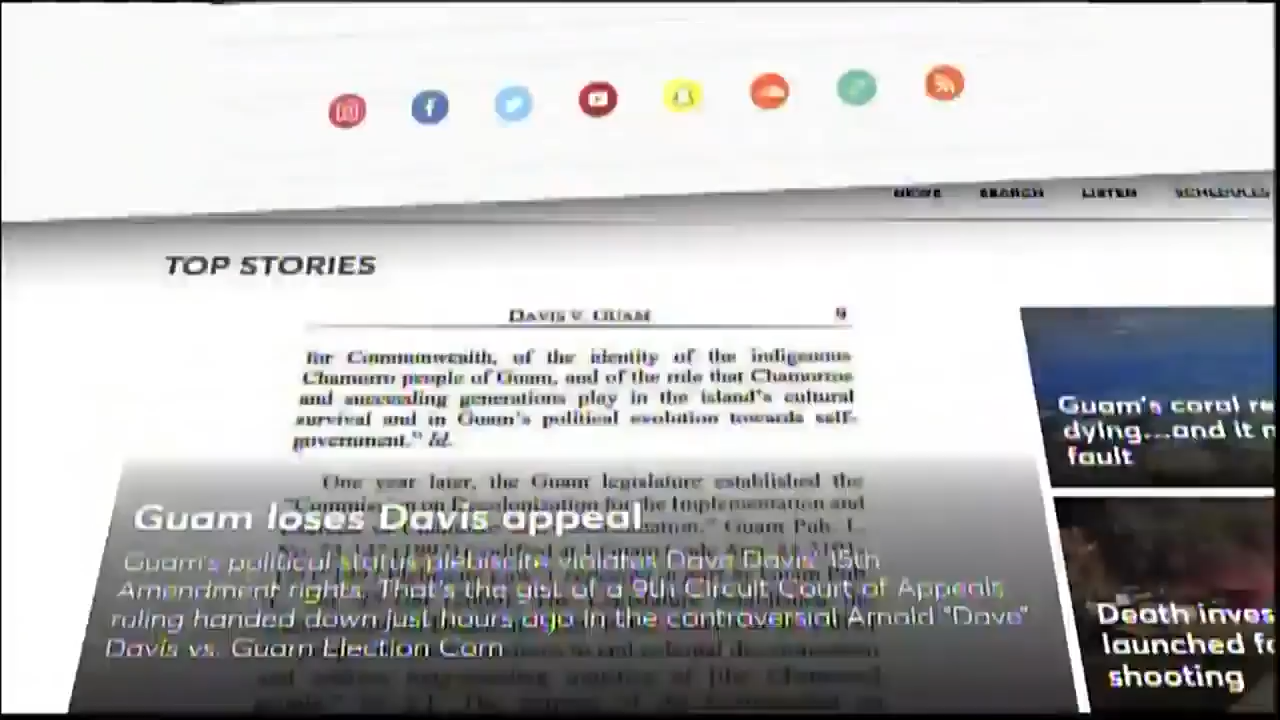 NEWS SEARCH LISTEN SCHEDULES
TOP STORIES
DAVIS V. GUAM 9
for Commonwealth, of the identity of the indigenous
Chamorro people of Guam, and of the role that Chamorros
and succeeding generations play in the island's cultural
survival and in Guam's political evolution towards self-
government." Id.
One year later, the Guam legislature established the
Guam loses Davis appeal
Guam's political status plebiscite violates Dave Davis' 15th
Amendment rights. That's the gist of a 9th Circuit Court of Appeals
ruling handed down just hours ago in the controversial Arnold "Dave"
Davis vs. Guam Election Com
Guam's coral re
dying...and it m
fault
Death inves
launched fo
shooting